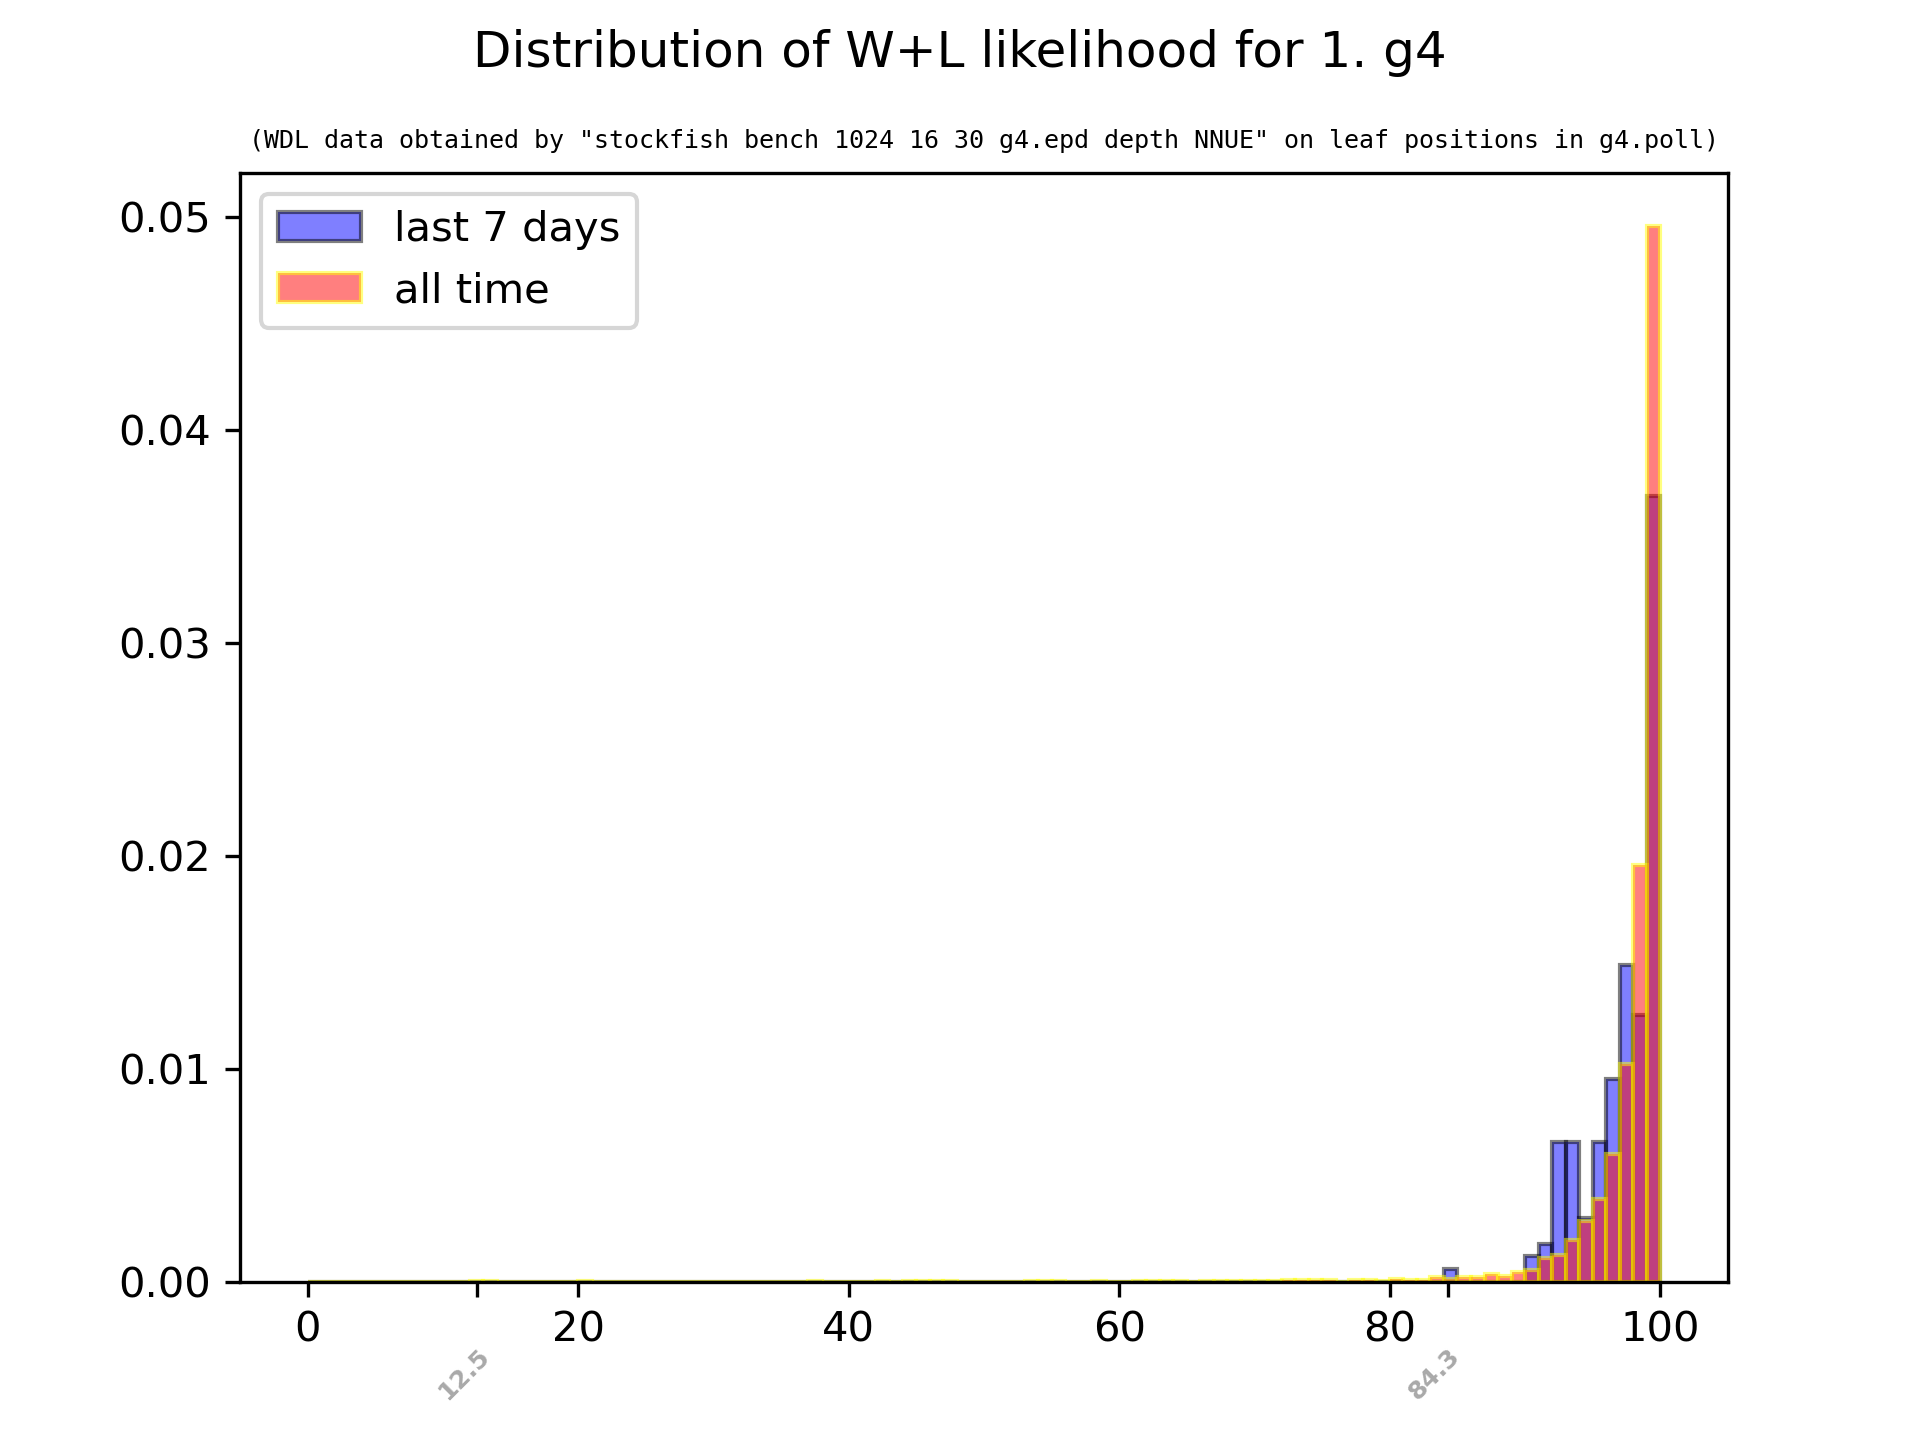 Distribution of W+L likelihood for 1. g4
(WDL data obtained by "stockfish bench 1024 16 30 g4.epd depth NNUE" on leaf positions in g4.poll)
last 7 days
all time
0.05
0.04
0.03
0.02
0.01
0.00
0 20 40 60 80 100
12.5 84.3